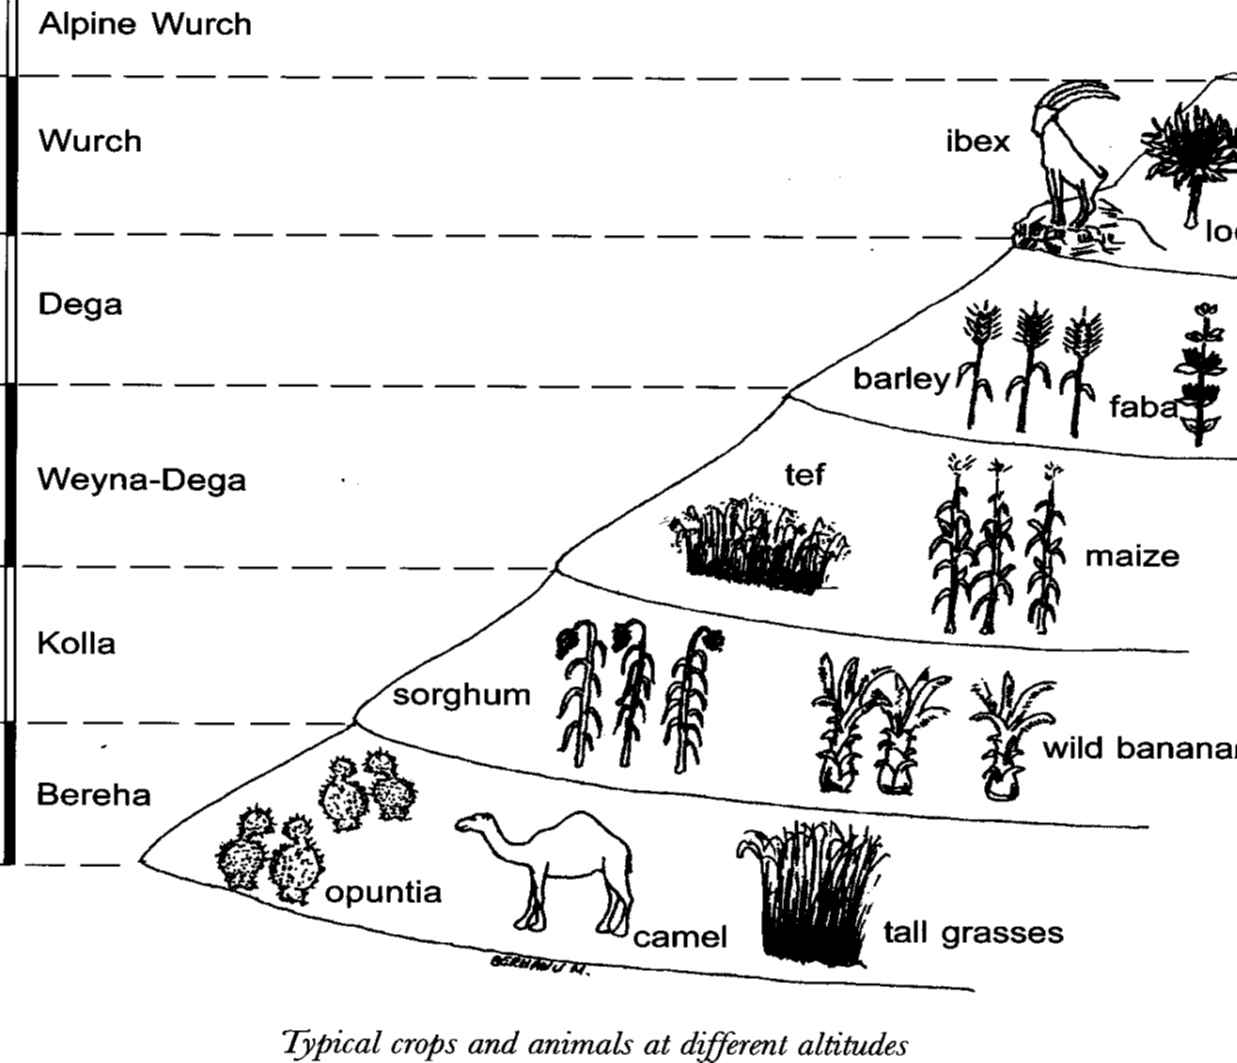 Alpine Wurch
Wurch
ibex
Dega
barley
faba
tef
Weyna-Dega
maize
Kolla
sorghum
wild banana
Bereha
opuntia
camel
tall grasses
BERHANU M.
Typical crops and animals at different altitudes